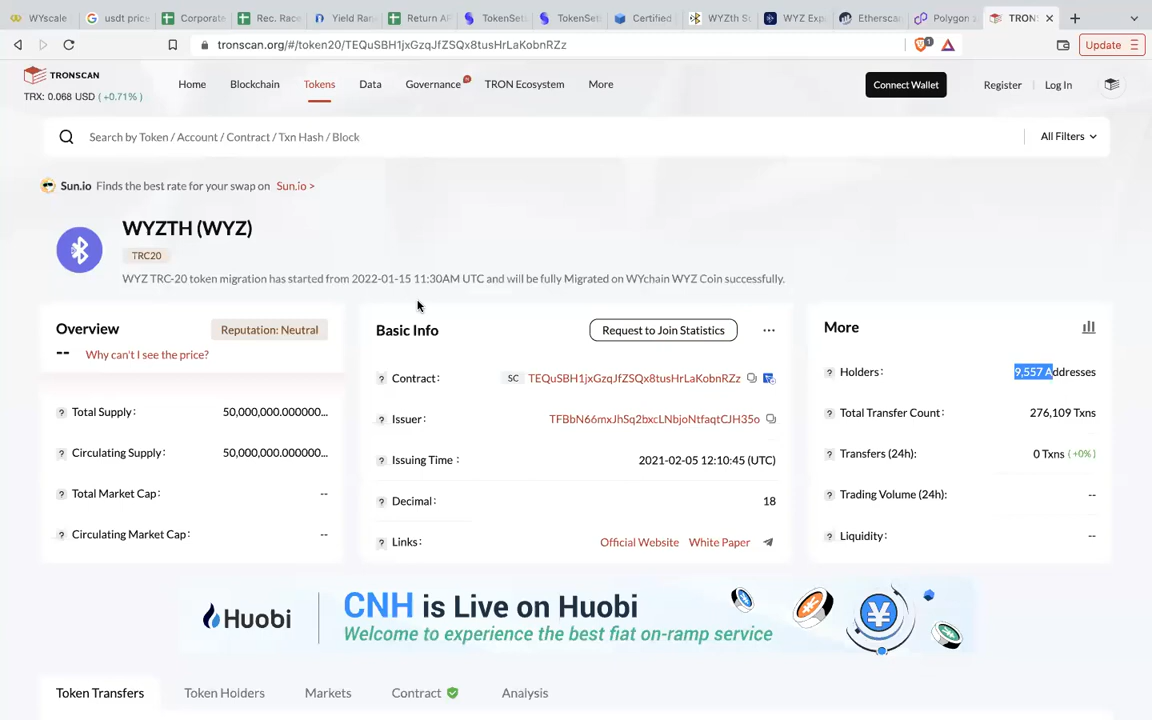 WYscale
usdt price
Corporate
Rec. Race
Yield Ran
Return AP
TokenSets
TokenSets
Certified
WYZth Su
WYZ Expl
Ethersca
Polygon z
TRON
tronscan.org/#/token20/TEQuSBH1jxGzqJfZSQx8tusHrLaKobnRZz
1
Update
TRONSCAN
TRX: 0.068 USD ( +0.71% )
Home
Blockchain
Tokens
Data
Governance
TRON Ecosystem
More
Connect Wallet
Register
Log In
Search by Token / Account / Contract / Txn Hash / Block
All Filters
Sun.io Finds the best rate for your swap on Sun.io >
WYZTH (WYZ)
TRC20
WYZ TRC-20 token migration has started from 2022-01-15 11:30AM UTC and will be fully Migrated on WYchain WYZ Coin successfully.
Overview
Reputation: Neutral
-- Why can't I see the price?
? Total Supply: 50,000,000.000000...
? Circulating Supply: 50,000,000.000000...
? Total Market Cap: --
? Circulating Market Cap: --
Basic Info
Request to Join Statistics
? Contract: SC TEQuSBH1jxGzqJfZSQx8tusHrLaKobnRZz
? Issuer: TFBbN66mxJhSq2bxcLNbjoNtfaqtCJH35o
? Issuing Time : 2021-02-05 12:10:45 (UTC)
? Decimal: 18
? Links: Official Website White Paper
More
? Holders: 9,557 Addresses
? Total Transfer Count: 276,109 Txns
? Transfers (24h): 0 Txns ( +0% )
? Trading Volume (24h): --
? Liquidity: --
Huobi
CNH is Live on Huobi
Welcome to experience the best fiat on-ramp service
Token Transfers
Token Holders
Markets
Contract
Analysis